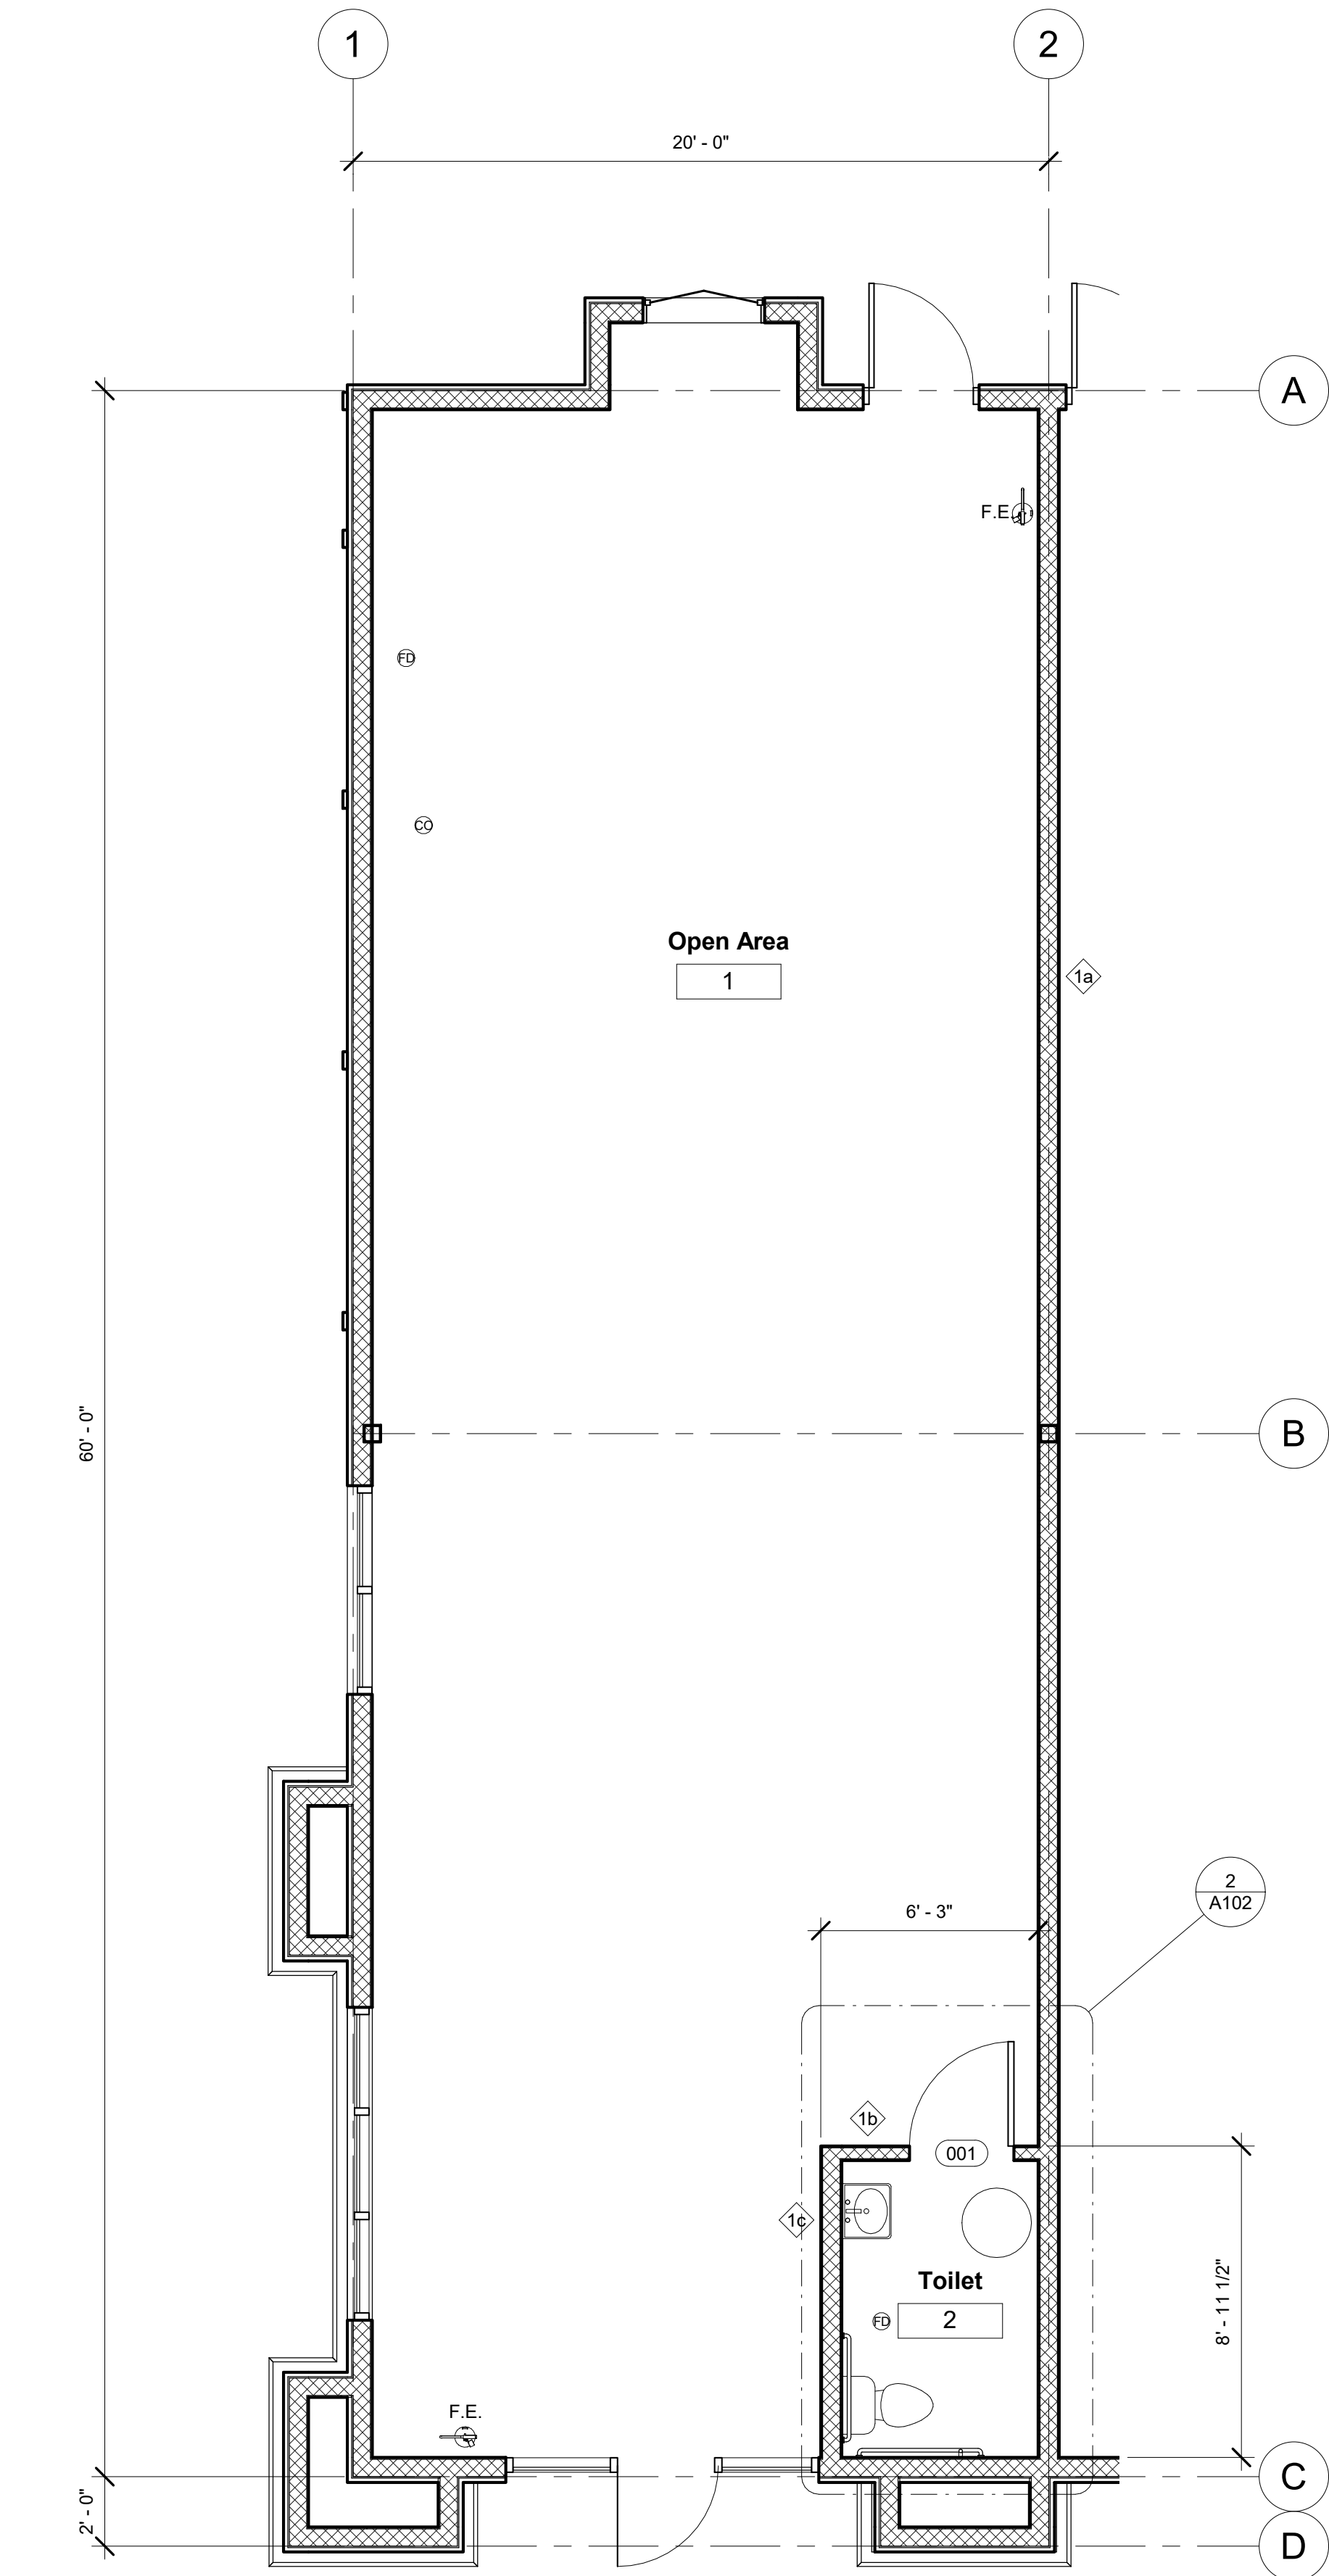 1
2
20' - 0"
A
F.E.
FD
CO
Open Area
1
1a
60' - 0"
B
2
A102
6' - 3"
1b
001
1c
Toilet
2
FD
8' - 11 1/2"
F.E.
C
2' - 0"
D